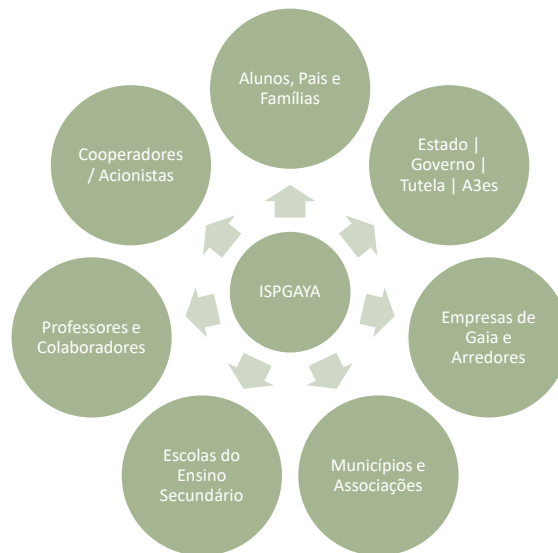 Alunos, Pais e
Famílias
Estado |
Governo |
Tutela | A3es
Empresas de
Gaia e
Arredores
Municípios e
Associações
Escolas do
Ensino
Secundário
Professores e
Colaboradores
Cooperadores
/ Acionistas
ISPGAYA